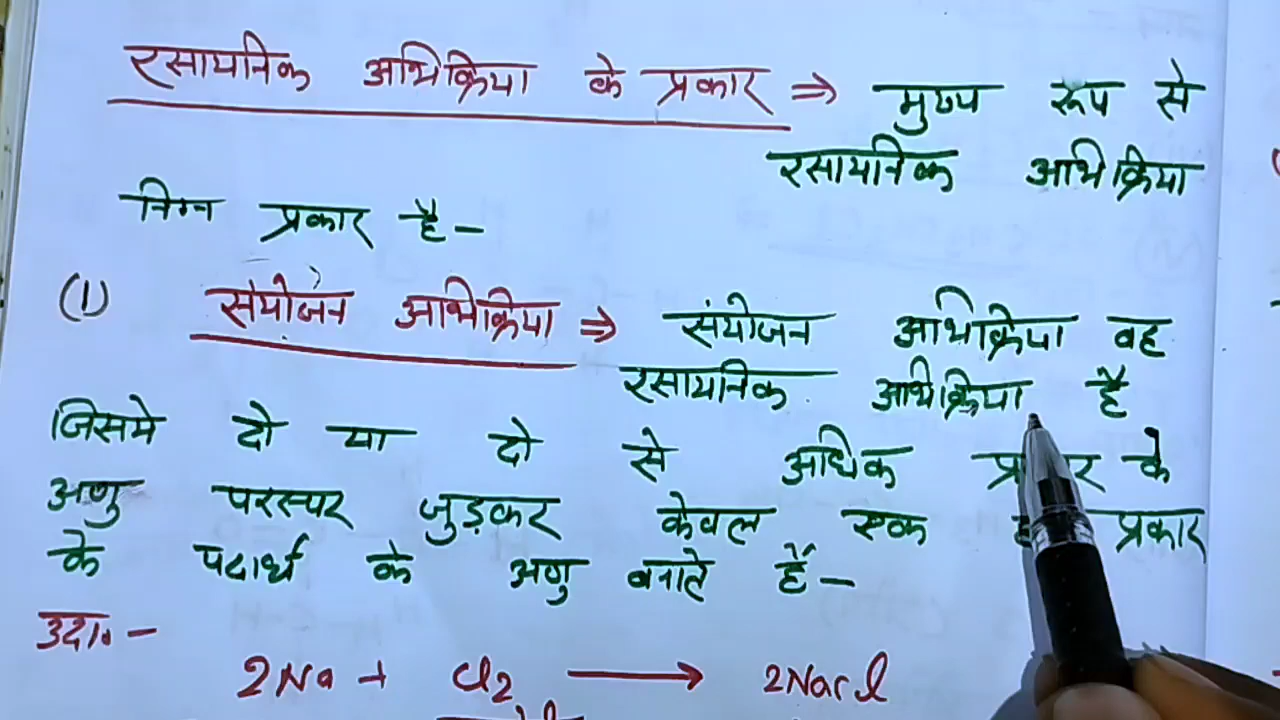 रसायनिक अभिक्रिया के प्रकार ⇒ मुख्य रूप से
रसायनिक अभिक्रिया
निम्न प्रकार है -
(1) संयोजन अभिक्रिया ⇒ संयोजन अभिक्रिया वह
रसायनिक अभिक्रिया है
जिसमे दो या दो से अधिक के
अणु परस्पर जुड़कर केवल एक प्रकार
के पदार्थ के अणु बनाते हैं -
उदा॰ -
2Na + Cl2 ⟶ 2Nacl